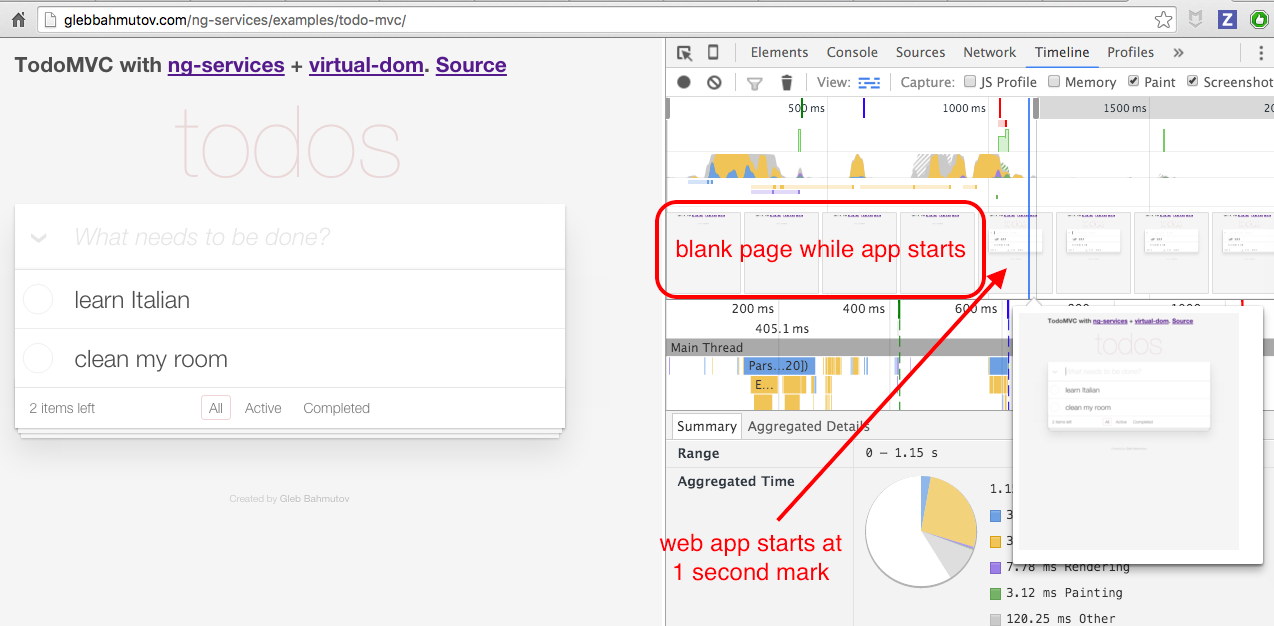 glebbahmutov.com/ng-services/examples/todo-mvc/
TodoMVC with ng-services + virtual-dom. Source
todos
What needs to be done?
learn Italian
clean my room
2 items left All Active Completed
Created by Gleb Bahmutov
Elements Console Sources Network Timeline Profiles »
View: Capture: JS Profile Memory Paint Screenshot
500 ms 1000 ms 1500 ms 20
blank page while app starts
200 ms 400 ms 600 ms 800 1000
405.1 ms
Main Thread
Pars...20])
E...
Summary Aggregated Details
Range 0 – 1.15 s
Aggregated Time
1.1
3
3
7.78 ms Rendering
3.12 ms Painting
120.25 ms Other
web app starts at
1 second mark
TodoMVC with ng-services + virtual-dom. Source
todos
What needs to be done?
learn Italian
clean my room
2 items left All Active Completed